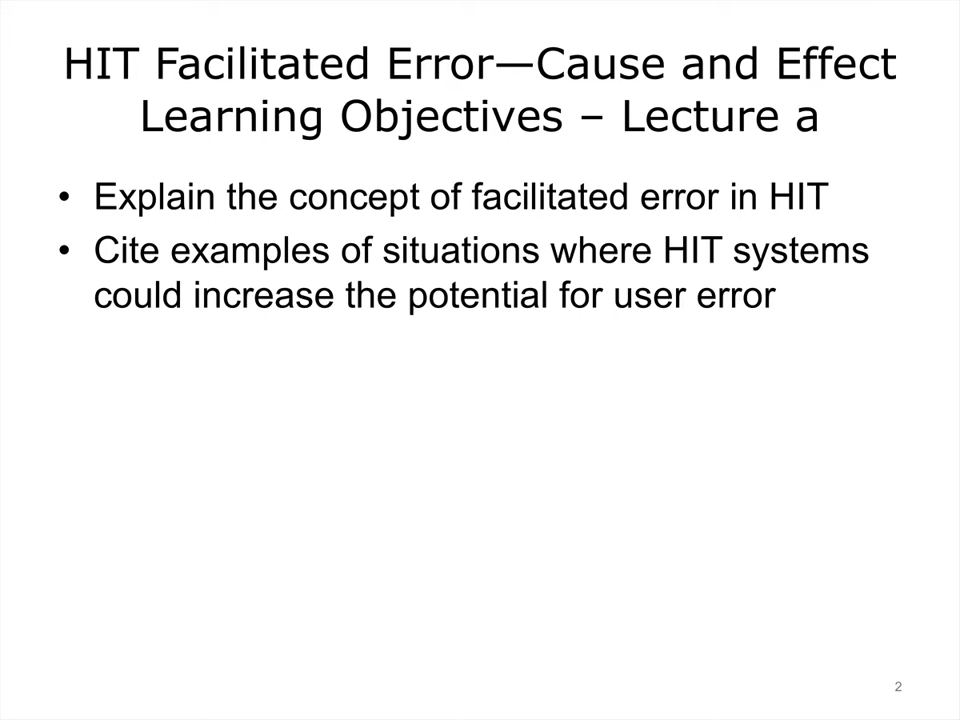 HIT Facilitated Error—Cause and Effect
Learning Objectives – Lecture a
• Explain the concept of facilitated error in HIT
• Cite examples of situations where HIT systems
could increase the potential for user error
2